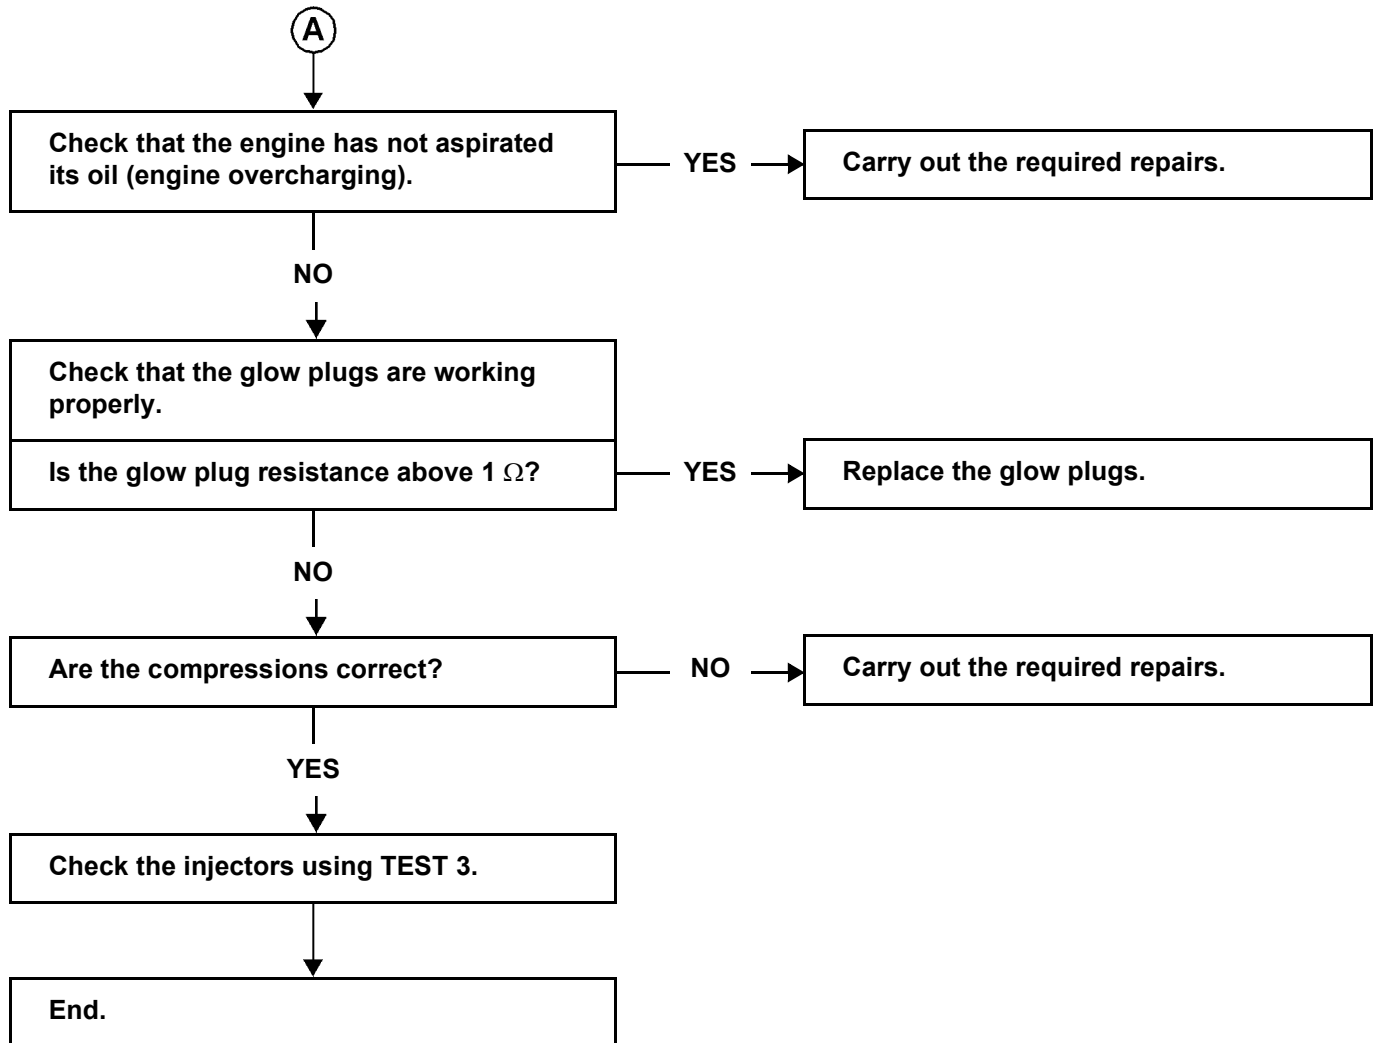 A
Check that the engine has not aspirated
its oil (engine overcharging).
YES
Carry out the required repairs.
NO
Check that the glow plugs are working
properly.
Is the glow plug resistance above 1 Ω?
YES
Replace the glow plugs.
NO
Are the compressions correct?
NO
Carry out the required repairs.
YES
Check the injectors using TEST 3.
End.